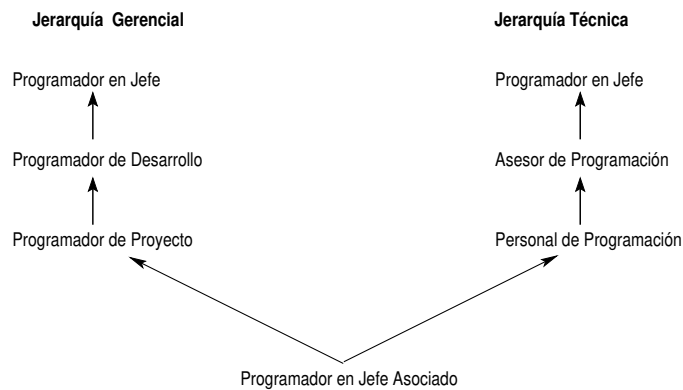 Jerarquía Gerencial
Jerarquía Técnica
Programador en Jefe
Programador en Jefe
Programador de Desarrollo
Asesor de Programación
Programador de Proyecto
Personal de Programación
Programador en Jefe Asociado